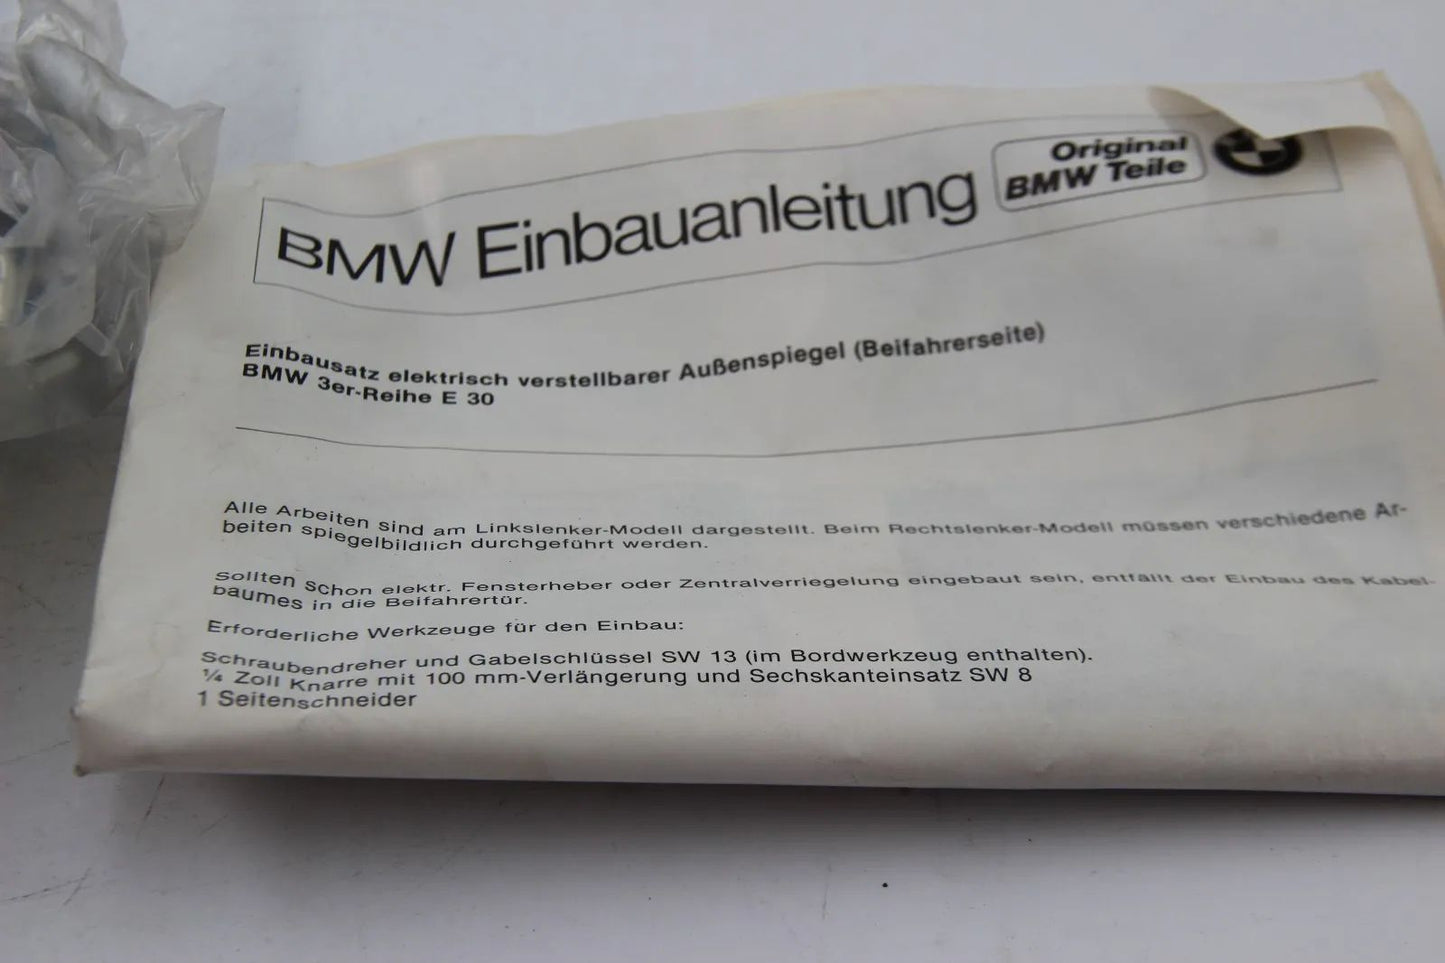 BMW Einbauanleitung
Original
BMW Teile
Einbausatz elektrisch verstellbarer Außenspiegel (Beifahrerseite)
BMW 3er-Reihe E 30
Alle Arbeiten sind am Linkslenker-Modell dargestellt. Beim Rechtslenker-Modell müssen verschiedene Ar-
beiten spiegelbildlich durchgeführt werden.
Sollten schon elektr. Fensterheber oder Zentralverriegelung eingebaut sein, entfällt der Einbau des Kabel-
baumes in die Beifahrertür.
Erforderliche Werkzeuge für den Einbau:
Schraubendreher und Gabelschlüssel SW 13 (im Bordwerkzeug enthalten).
¼ Zoll Knarre mit 100 mm-Verlängerung und Sechskanteinsatz SW 8
1 Seitenschneider